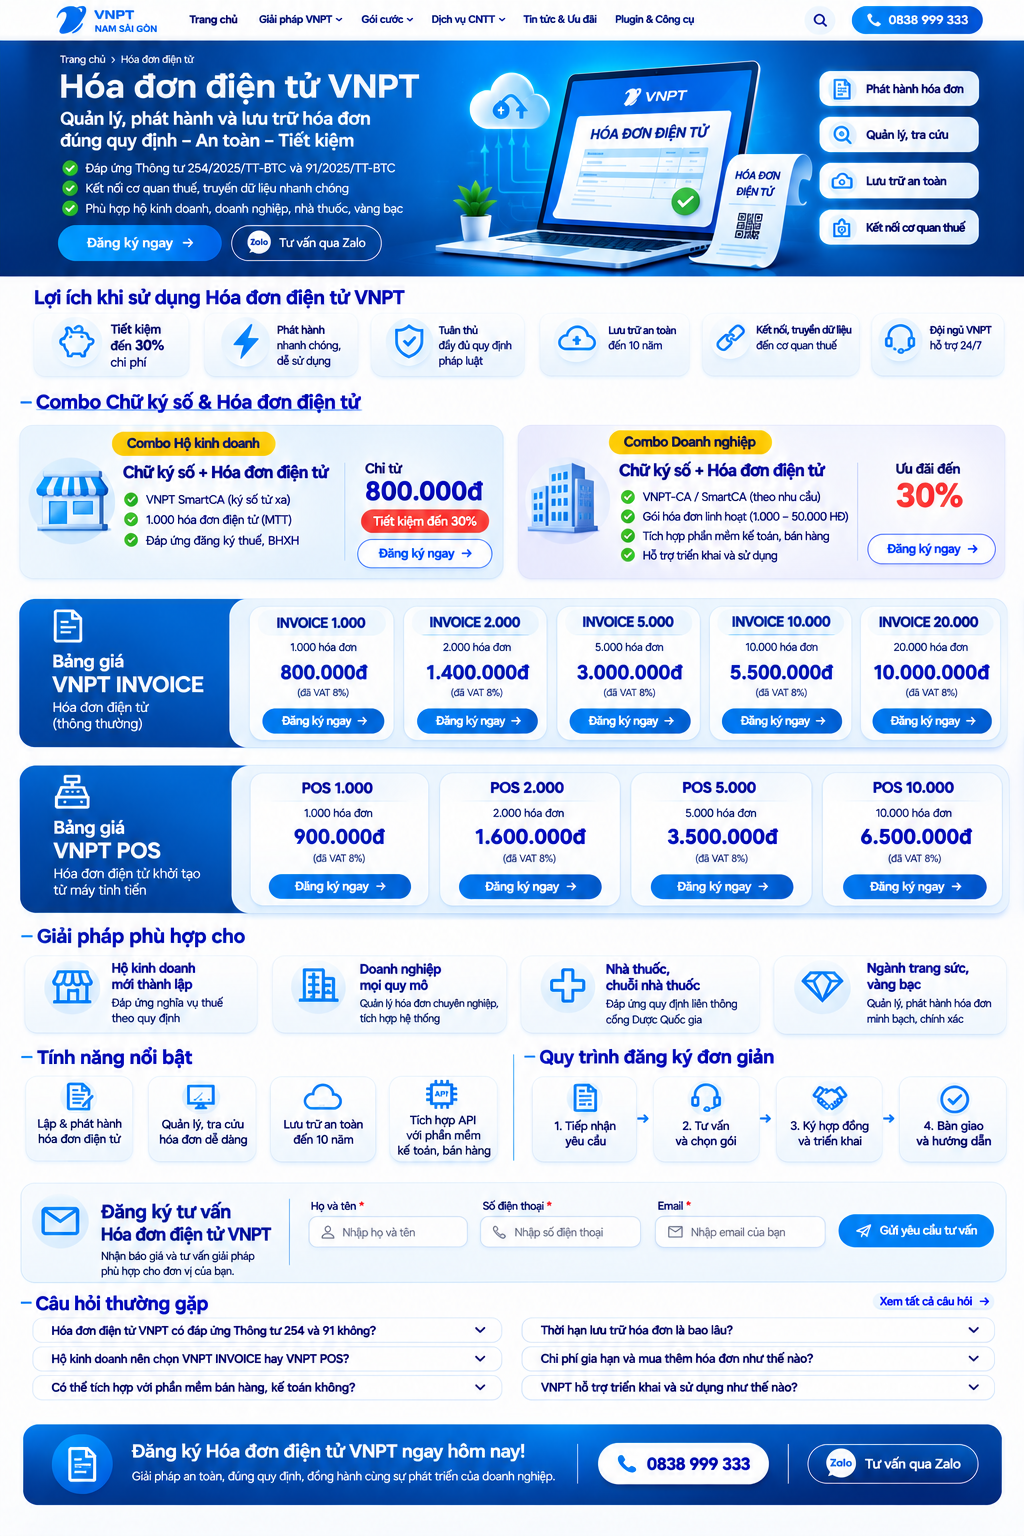 VNPT
NAM SÀI GÒN
Trang chủ
Giải pháp VNPT
Gói cước
Dịch vụ CNTT
Tin tức & Ưu đãi
Plugin & Công cụ
0838 999 333
Trang chủ › Hóa đơn điện tử
Hóa đơn điện tử VNPT
Quản lý, phát hành và lưu trữ hóa đơn
đúng quy định – An toàn – Tiết kiệm
Đáp ứng Thông tư 254/2025/TT-BTC và 91/2025/TT-BTC
Kết nối cơ quan thuế, truyền dữ liệu nhanh chóng
Phù hợp hộ kinh doanh, doanh nghiệp, nhà thuốc, vàng bạc
Đăng ký ngay →
Zalo Tư vấn qua Zalo
VNPT
HÓA ĐƠN ĐIỆN TỬ
HÓA ĐƠN
ĐIỆN TỬ
Phát hành hóa đơn
Quản lý, tra cứu
Lưu trữ an toàn
Kết nối cơ quan thuế
Lợi ích khi sử dụng Hóa đơn điện tử VNPT
Tiết kiệm
đến 30%
chi phí
Phát hành
nhanh chóng,
dễ sử dụng
Tuân thủ
đầy đủ quy định
pháp luật
Lưu trữ an toàn
đến 10 năm
Kết nối, truyền dữ liệu
đến cơ quan thuế
Đội ngũ VNPT
hỗ trợ 24/7
Combo Chữ ký số & Hóa đơn điện tử
Combo Hộ kinh doanh
Chữ ký số + Hóa đơn điện tử
VNPT SmartCA (ký số từ xa)
1.000 hóa đơn điện tử (MTT)
Đáp ứng đăng ký thuế, BHXH
Chỉ từ
800.000đ
Tiết kiệm đến 30%
Đăng ký ngay →
Combo Doanh nghiệp
Chữ ký số + Hóa đơn điện tử
VNPT-CA / SmartCA (theo nhu cầu)
Gói hóa đơn linh hoạt (1.000 – 50.000 HĐ)
Tích hợp phần mềm kế toán, bán hàng
Hỗ trợ triển khai và sử dụng
Ưu đãi đến
30%
Đăng ký ngay →
Bảng giá
VNPT INVOICE
Hóa đơn điện tử
(thông thường)
INVOICE 1.000
1.000 hóa đơn
800.000đ
(đã VAT 8%)
Đăng ký ngay →
INVOICE 2.000
2.000 hóa đơn
1.400.000đ
(đã VAT 8%)
Đăng ký ngay →
INVOICE 5.000
5.000 hóa đơn
3.000.000đ
(đã VAT 8%)
Đăng ký ngay →
INVOICE 10.000
10.000 hóa đơn
5.500.000đ
(đã VAT 8%)
Đăng ký ngay →
INVOICE 20.000
20.000 hóa đơn
10.000.000đ
(đã VAT 8%)
Đăng ký ngay →
Bảng giá
VNPT POS
Hóa đơn điện tử khởi tạo
từ máy tính tiền
POS 1.000
1.000 hóa đơn
900.000đ
(đã VAT 8%)
Đăng ký ngay →
POS 2.000
2.000 hóa đơn
1.600.000đ
(đã VAT 8%)
Đăng ký ngay →
POS 5.000
5.000 hóa đơn
3.500.000đ
(đã VAT 8%)
Đăng ký ngay →
POS 10.000
10.000 hóa đơn
6.500.000đ
(đã VAT 8%)
Đăng ký ngay →
Giải pháp phù hợp cho
Hộ kinh doanh
mới thành lập
Đáp ứng nghĩa vụ thuế
theo quy định
Doanh nghiệp
mọi quy mô
Quản lý hóa đơn chuyên nghiệp,
tích hợp hệ thống
Nhà thuốc,
chuỗi nhà thuốc
Đáp ứng quy định liên thông
cổng Dược Quốc gia
Ngành trang sức,
vàng bạc
Quản lý, phát hành hóa đơn
minh bạch, chính xác
Tính năng nổi bật
Lập & phát hành
hóa đơn điện tử
Quản lý, tra cứu
hóa đơn dễ dàng
Lưu trữ an toàn
đến 10 năm
API
Tích hợp API
với phần mềm
kế toán, bán hàng
Quy trình đăng ký đơn giản
1. Tiếp nhận
yêu cầu
→
2. Tư vấn
và chọn gói
→
3. Ký hợp đồng
và triển khai
→
4. Bàn giao
và hướng dẫn
Đăng ký tư vấn
Hóa đơn điện tử VNPT
Nhận báo giá và tư vấn giải pháp
phù hợp cho đơn vị của bạn.
Họ và tên *
Nhập họ và tên
Số điện thoại *
Nhập số điện thoại
Email *
Nhập email của bạn
Gửi yêu cầu tư vấn
Câu hỏi thường gặp
Xem tất cả câu hỏi →
Hóa đơn điện tử VNPT có đáp ứng Thông tư 254 và 91 không?
Thời hạn lưu trữ hóa đơn là bao lâu?
Hộ kinh doanh nên chọn VNPT INVOICE hay VNPT POS?
Chi phí gia hạn và mua thêm hóa đơn như thế nào?
Có thể tích hợp với phần mềm bán hàng, kế toán không?
VNPT hỗ trợ triển khai và sử dụng như thế nào?
Đăng ký Hóa đơn điện tử VNPT ngay hôm nay!
Giải pháp an toàn, đúng quy định, đồng hành cùng sự phát triển của doanh nghiệp.
0838 999 333
Zalo Tư vấn qua Zalo